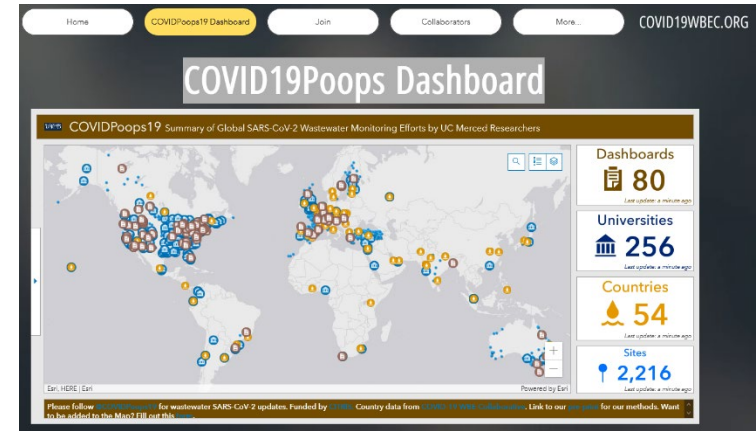 Home
COVIDPoops19 Dashboard
Join
Collaborators
More...
COVID19WBEC.ORG
COVID19Poops Dashboard
COVIDPoops19 Summary of Global SARS-CoV-2 Wastewater Monitoring Efforts by UC Merced Researchers
Dashboards
80
Last update: a minute ago
Universities
256
Last update: a minute ago
Countries
54
Last update: a minute ago
Sites
2,216
Last update: a minute ago
Esri, HERE | Esri
Powered by Esri
Please follow for wastewater SARS-CoV-2 updates. Funded by Country data from . Link to our for our methods. Want
to be added to the Map? Fill out this